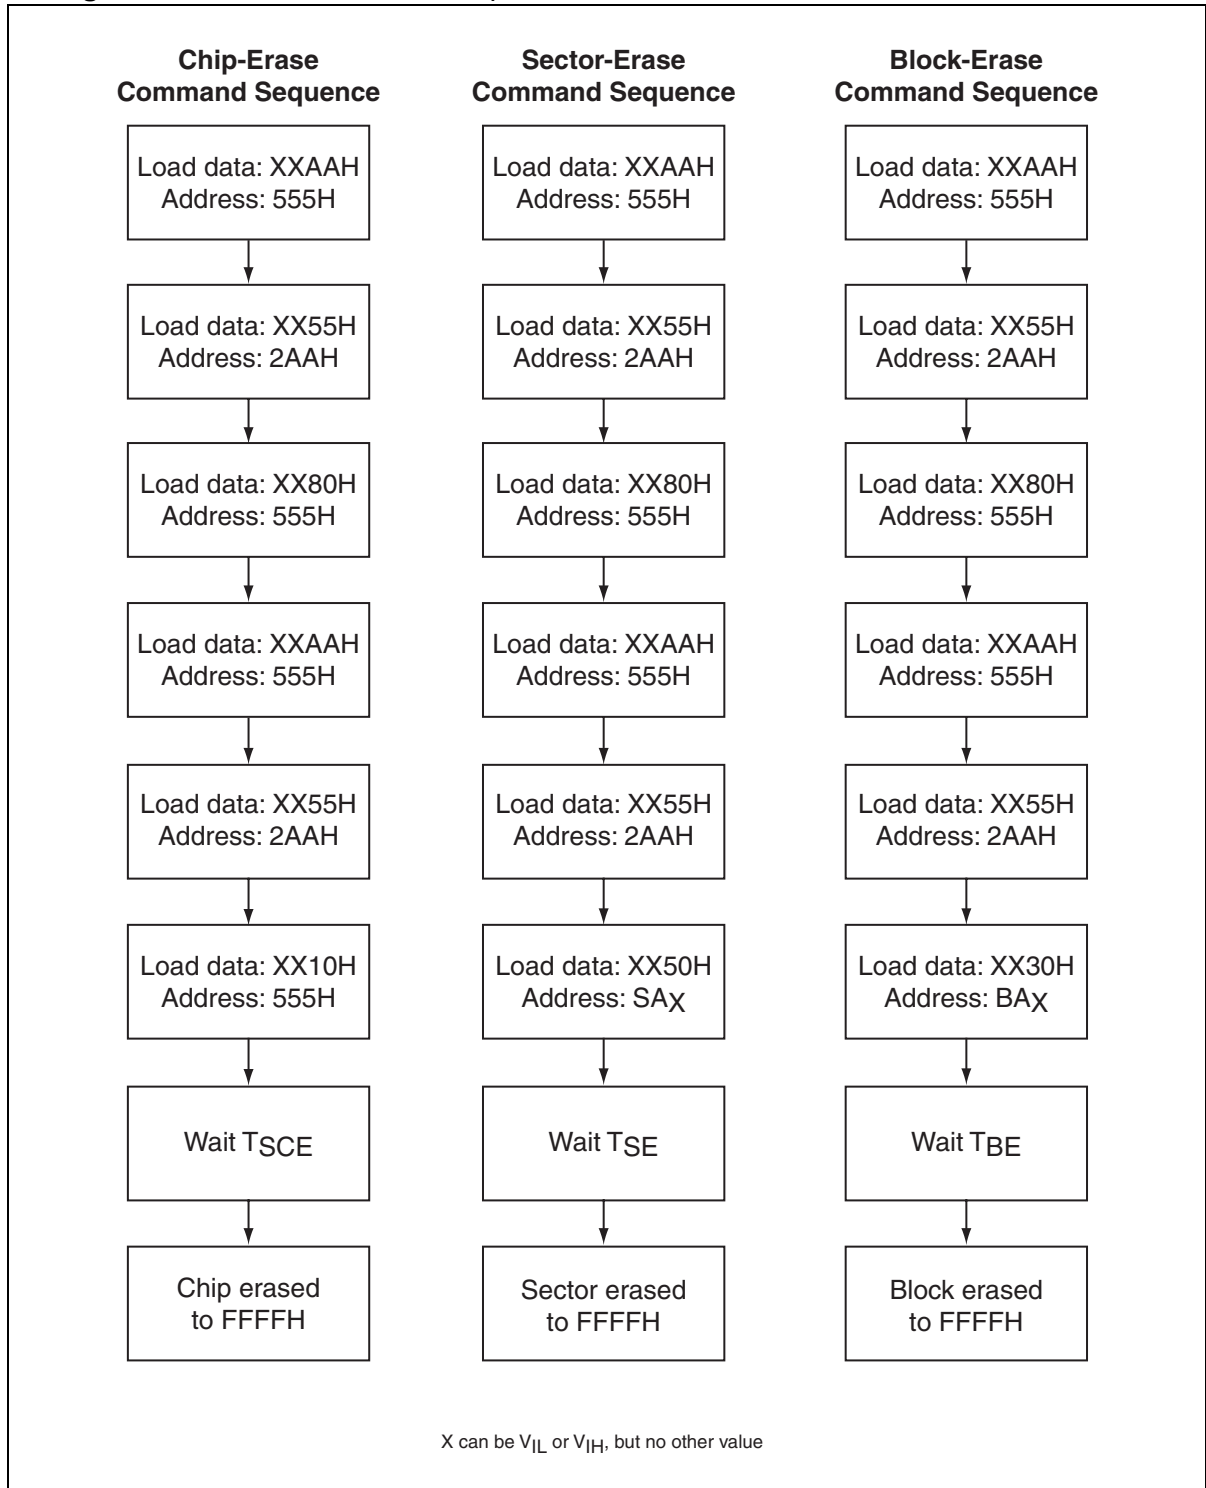 Chip-Erase
Command Sequence
Load data: XXAAH
Address: 555H
Load data: XX55H
Address: 2AAH
Load data: XX80H
Address: 555H
Load data: XXAAH
Address: 555H
Load data: XX55H
Address: 2AAH
Load data: XX10H
Address: 555H
Wait TSCE
Chip erased
to FFFFH
Sector-Erase
Command Sequence
Load data: XXAAH
Address: 555H
Load data: XX55H
Address: 2AAH
Load data: XX80H
Address: 555H
Load data: XXAAH
Address: 555H
Load data: XX55H
Address: 2AAH
Load data: XX50H
Address: SAX
Wait TSE
Sector erased
to FFFFH
Block-Erase
Command Sequence
Load data: XXAAH
Address: 555H
Load data: XX55H
Address: 2AAH
Load data: XX80H
Address: 555H
Load data: XXAAH
Address: 555H
Load data: XX55H
Address: 2AAH
Load data: XX30H
Address: BAX
Wait TBE
Block erased
to FFFFH
X can be VIL or VIH, but no other value